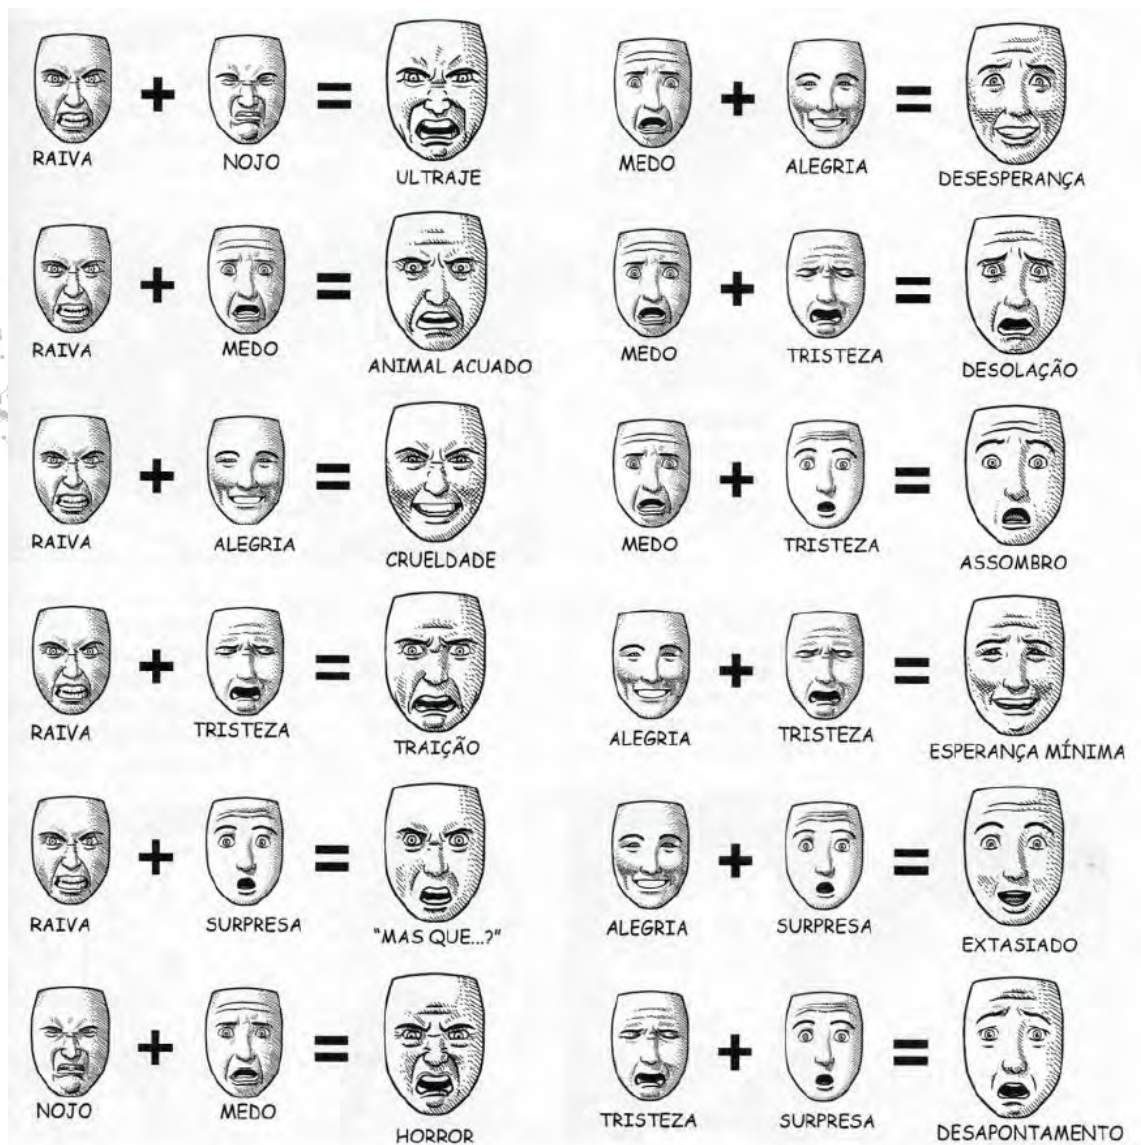 RAIVA + NOJO = ULTRAJE
MEDO + ALEGRIA = DESESPERANÇA
RAIVA + MEDO = ANIMAL ACUADO
MEDO + TRISTEZA = DESOLAÇÃO
RAIVA + ALEGRIA = CRUELDADE
MEDO + TRISTEZA = ASSOMBRO
RAIVA + TRISTEZA = TRAIÇÃO
ALEGRIA + TRISTEZA = ESPERANÇA MÍNIMA
RAIVA + SURPRESA = "MAS QUE...?"
ALEGRIA + SURPRESA = EXTASIADO
NOJO + MEDO = HORROR
TRISTEZA + SURPRESA = DESAPONTAMENTO